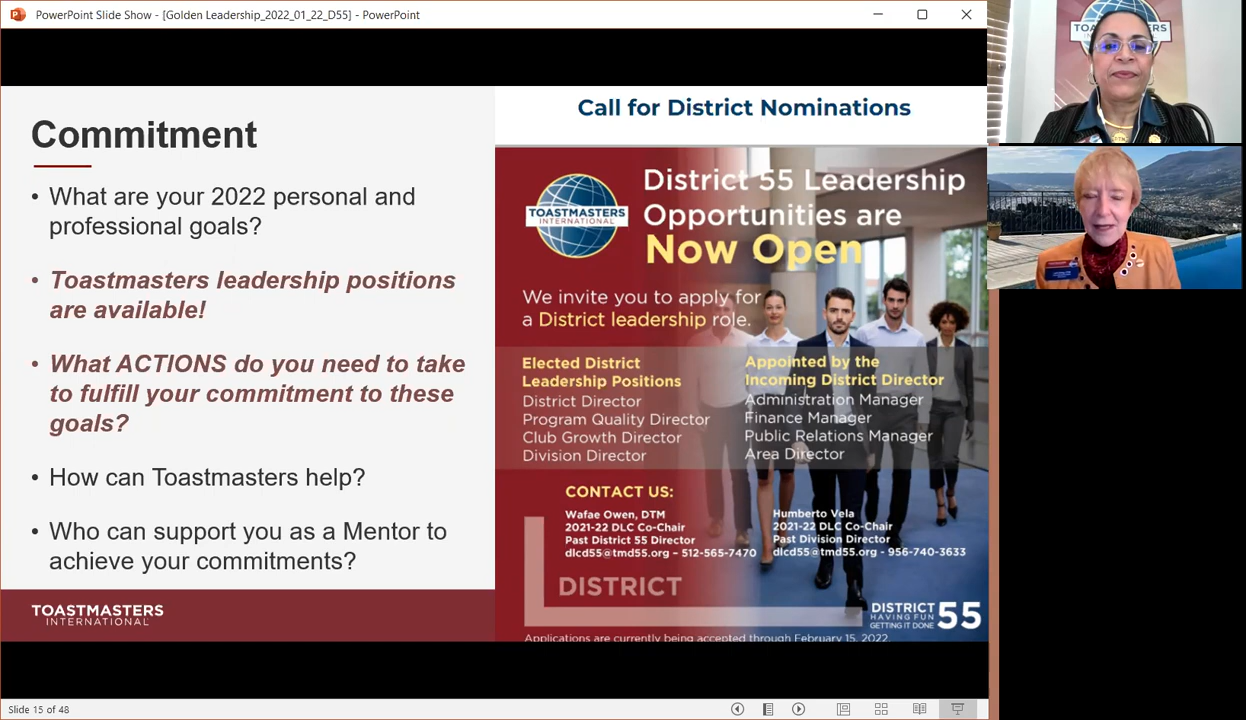 PowerPoint Slide Show - [Golden Leadership_2022_01_22_D55] - PowerPoint
Commitment
• What are your 2022 personal and
professional goals?
• Toastmasters leadership positions
are available!
• What ACTIONS do you need to take
to fulfill your commitment to these
goals?
• How can Toastmasters help?
• Who can support you as a Mentor to
achieve your commitments?
TOASTMASTERS
INTERNATIONAL
Call for District Nominations
TOASTMASTERS
INTERNATIONAL
District 55 Leadership
Opportunities are
Now Open
We invite you to apply for
a District leadership role.
Elected District
Leadership Positions
District Director
Program Quality Director
Club Growth Director
Division Director
Appointed by the
Incoming District Director
Administration Manager
Finance Manager
Public Relations Manager
Area Director
CONTACT US:
Wafae Owen, DTM
2021-22 DLC Co-Chair
Past District 55 Director
dlcd55@tmd55.org – 512-565-7470
Humberto Vela
2021-22 DLC Co-Chair
Past Division Director
dlcd55@tmd55.org - 956-740-3633
DISTRICT
DISTRICT 55
HAVING FUN
GETTING IT DONE
Applications are currently being accepted through February 15, 2022
Slide 15 of 48